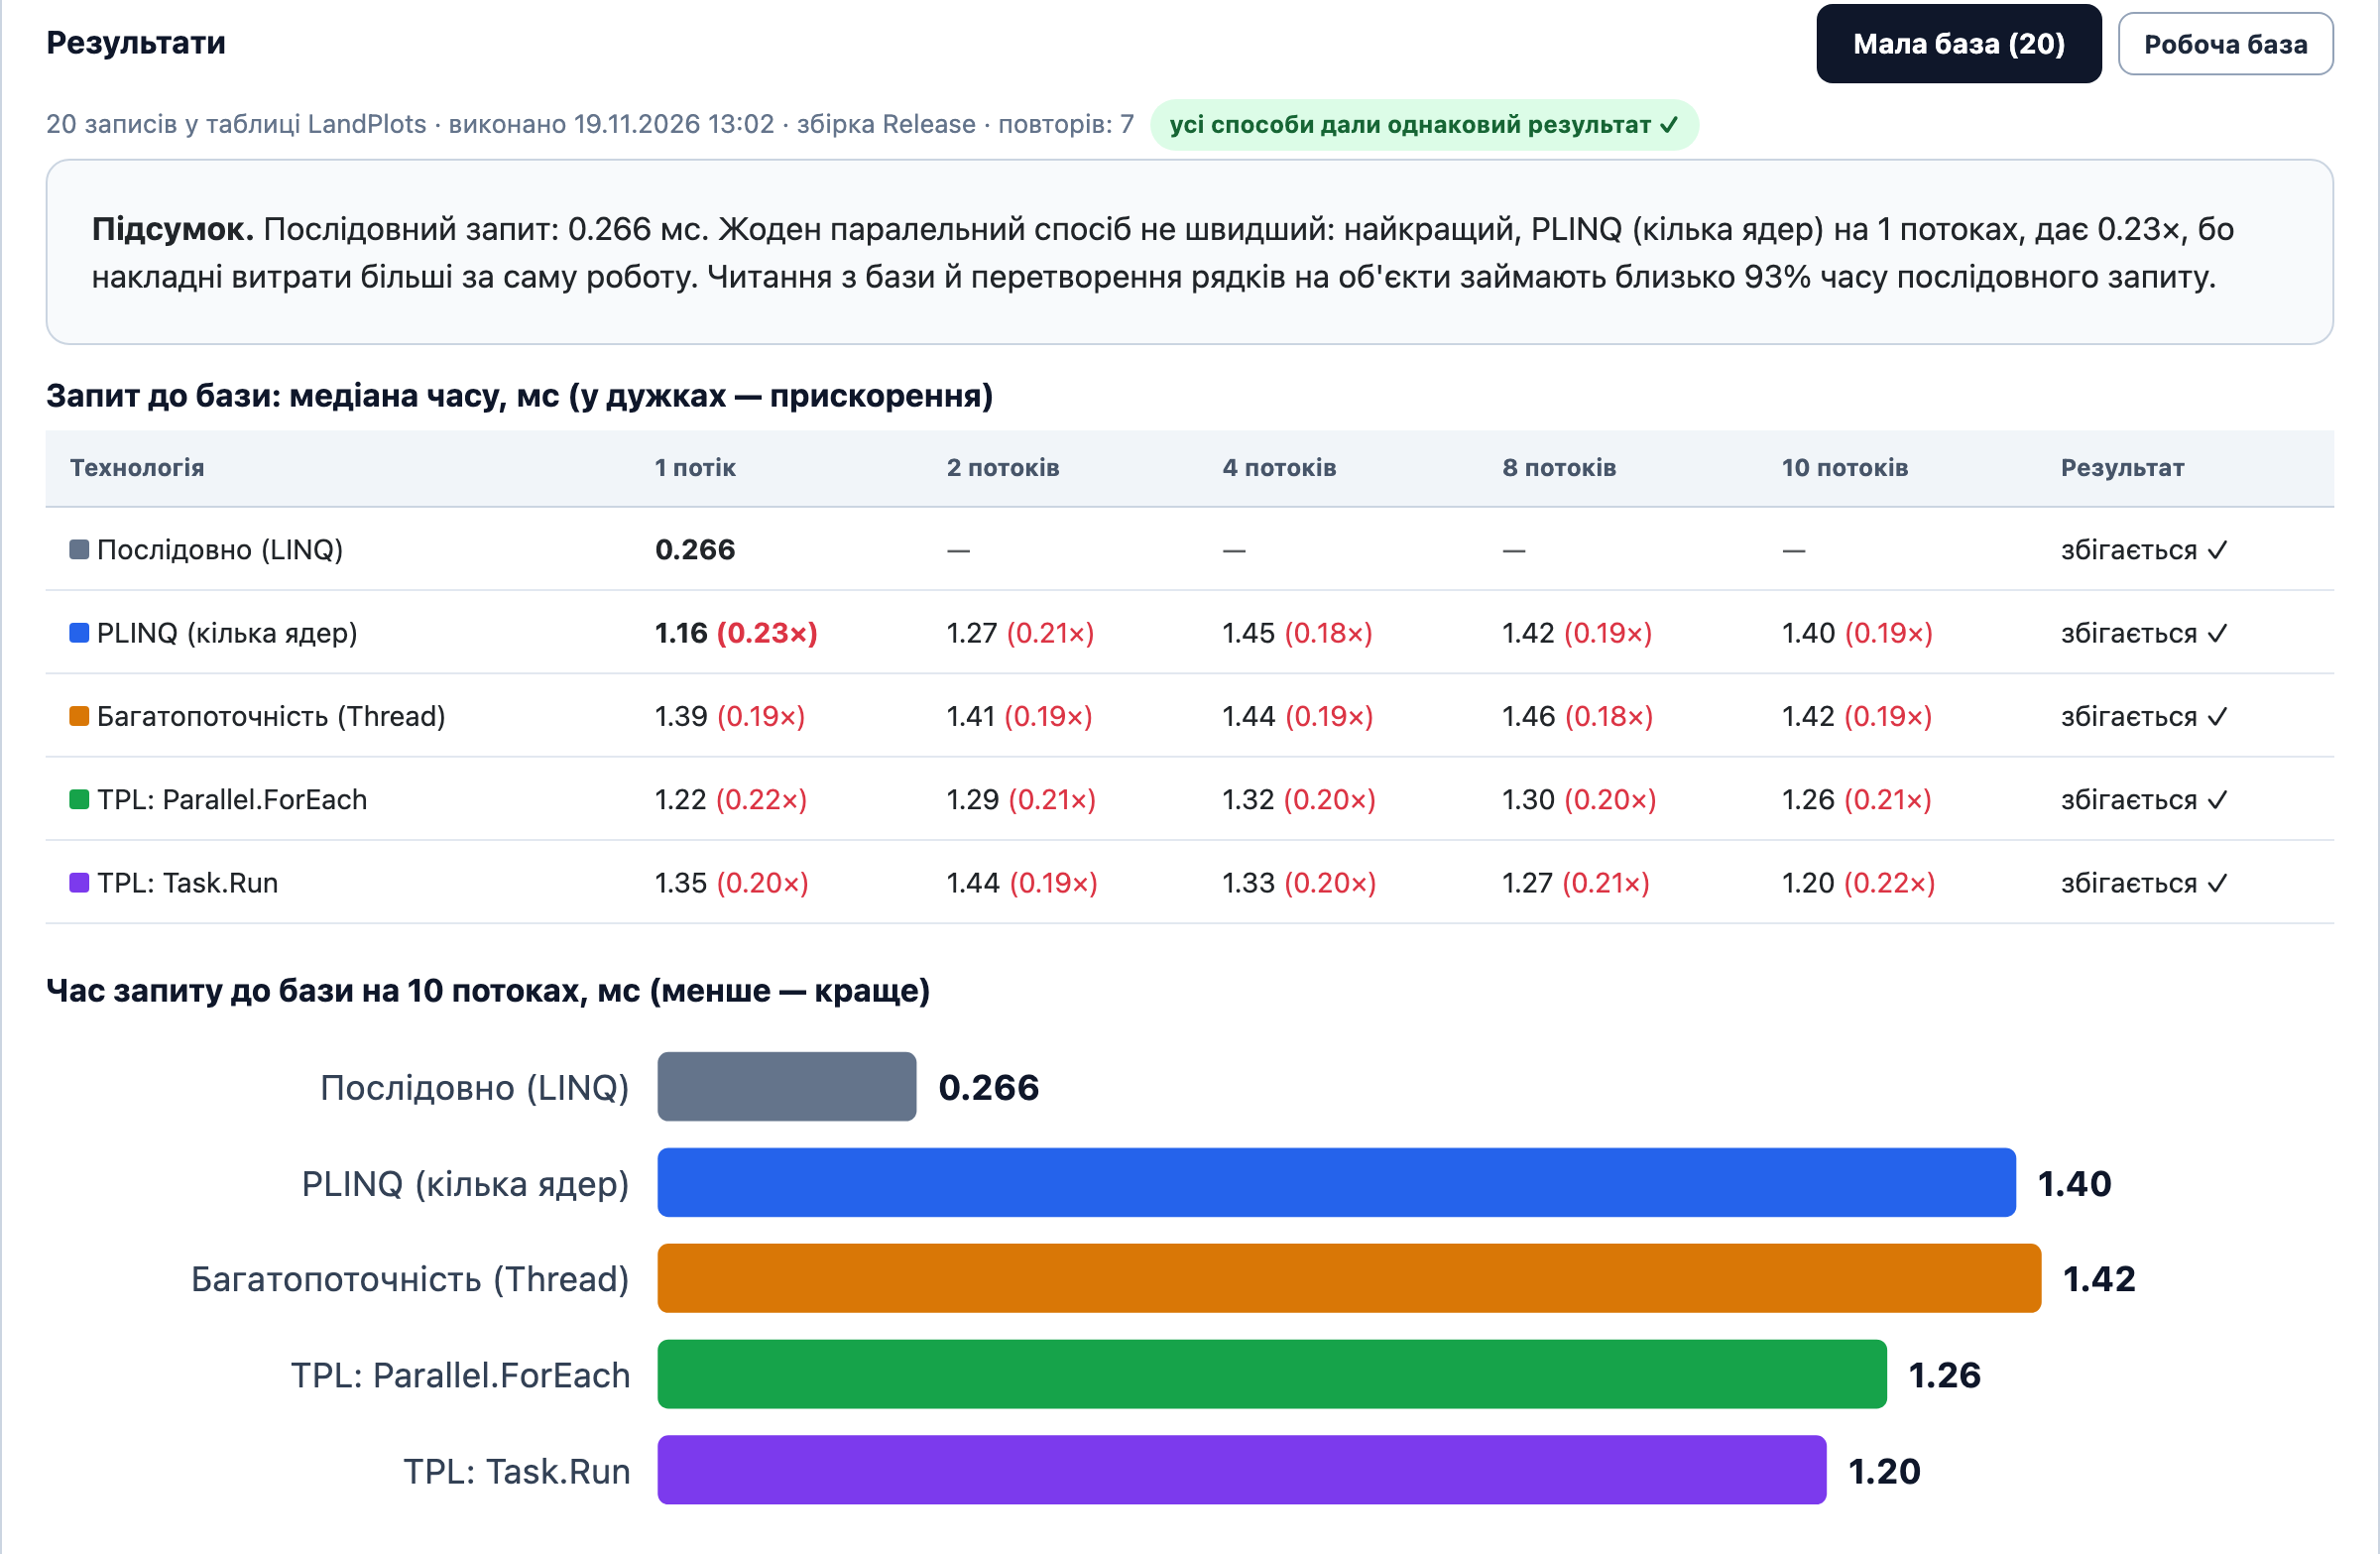 Результати
Мала база (20)
Робоча база
20 записів у таблиці LandPlots · виконано 19.11.2026 13:02 · збірка Release · повторів: 7
усі способи дали однаковий результат ✓
Підсумок. Послідовний запит: 0.266 мс. Жоден паралельний спосіб не швидший: найкращий, PLINQ (кілька ядер) на 1 потоках, дає 0.23×, бо
накладні витрати більші за саму роботу. Читання з бази й перетворення рядків на об'єкти займають близько 93% часу послідовного запиту.
Запит до бази: медіана часу, мс (у дужках — прискорення)
Технологія 1 потік 2 потоків 4 потоків 8 потоків 10 потоків Результат
Послідовно (LINQ) 0.266 — — — — збігається ✓
PLINQ (кілька ядер) 1.16 (0.23×) 1.27 (0.21×) 1.45 (0.18×) 1.42 (0.19×) 1.40 (0.19×) збігається ✓
Багатопоточність (Thread) 1.39 (0.19×) 1.41 (0.19×) 1.44 (0.19×) 1.46 (0.18×) 1.42 (0.19×) збігається ✓
TPL: Parallel.ForEach 1.22 (0.22×) 1.29 (0.21×) 1.32 (0.20×) 1.30 (0.20×) 1.26 (0.21×) збігається ✓
TPL: Task.Run 1.35 (0.20×) 1.44 (0.19×) 1.33 (0.20×) 1.27 (0.21×) 1.20 (0.22×) збігається ✓
Час запиту до бази на 10 потоках, мс (менше — краще)
Послідовно (LINQ) 0.266
PLINQ (кілька ядер) 1.40
Багатопоточність (Thread) 1.42
TPL: Parallel.ForEach 1.26
TPL: Task.Run 1.20